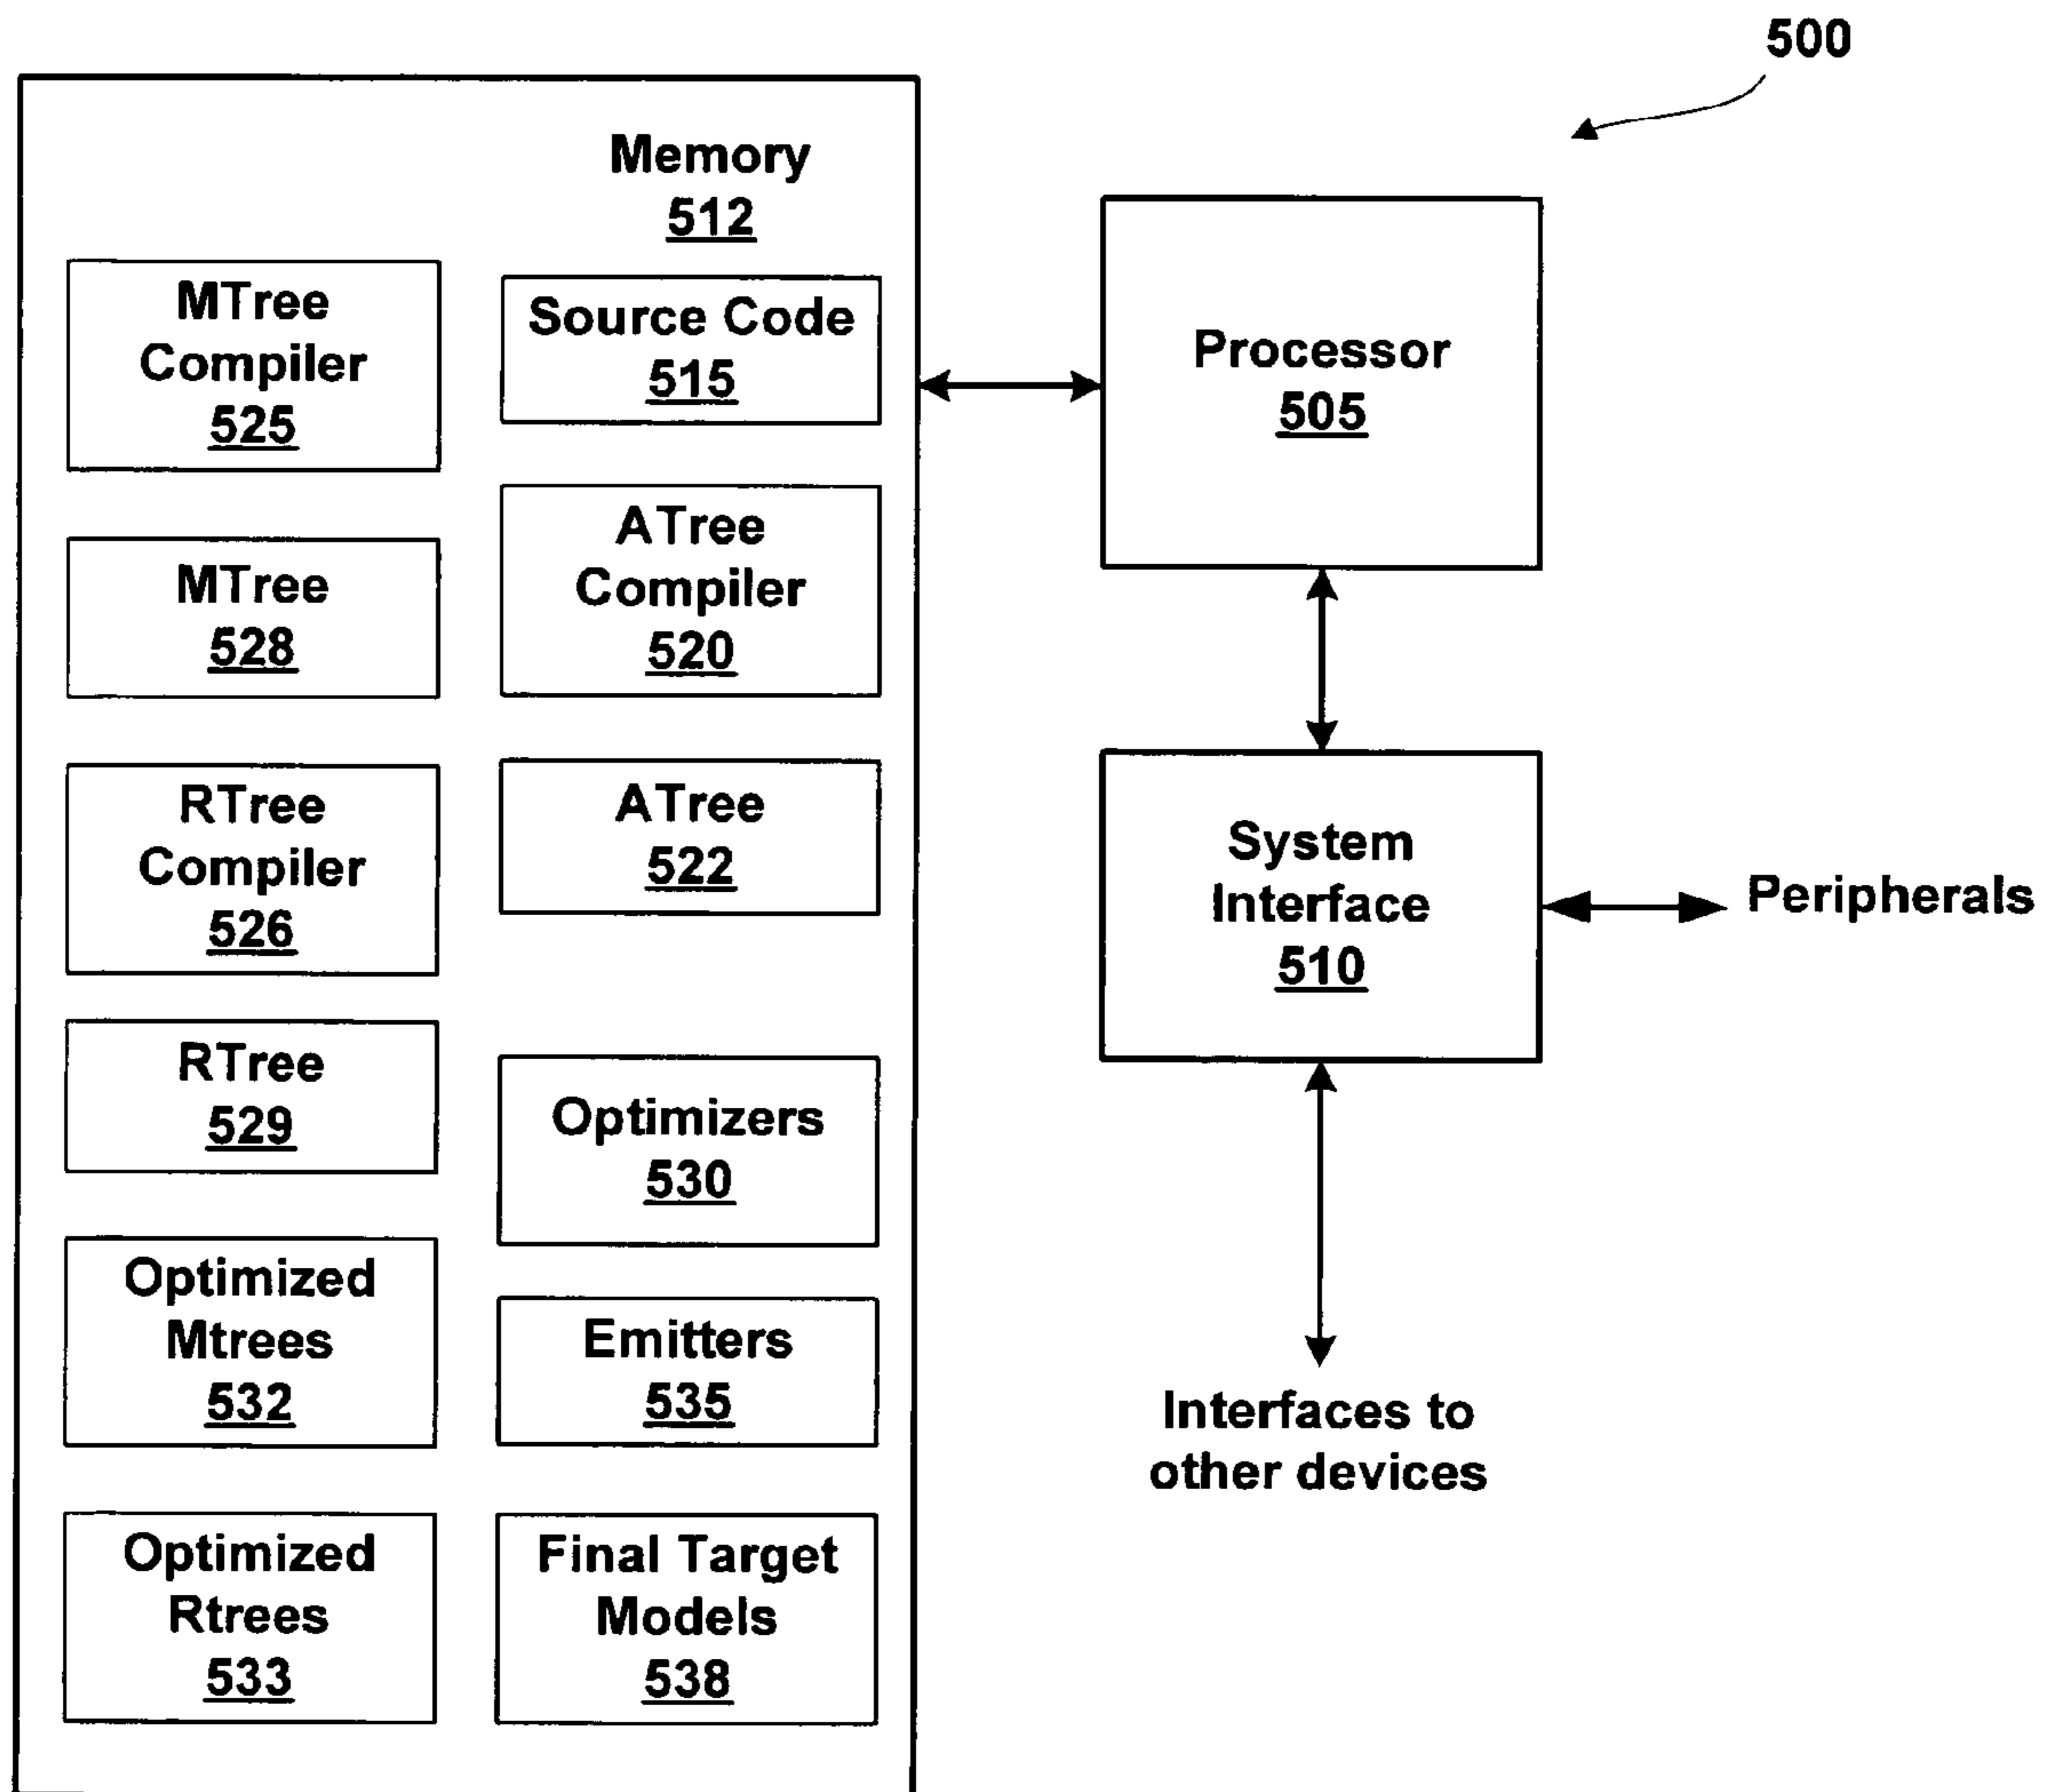 500
Memory
512
MTree
Compiler
525
Source Code
515
MTree
528
ATree
Compiler
520
RTree
Compiler
526
ATree
522
RTree
529
Optimizers
530
Optimized
Mtrees
532
Emitters
535
Optimized
Rtrees
533
Final Target
Models
538
Processor
505
System
Interface
510
Peripherals
Interfaces to
other devices